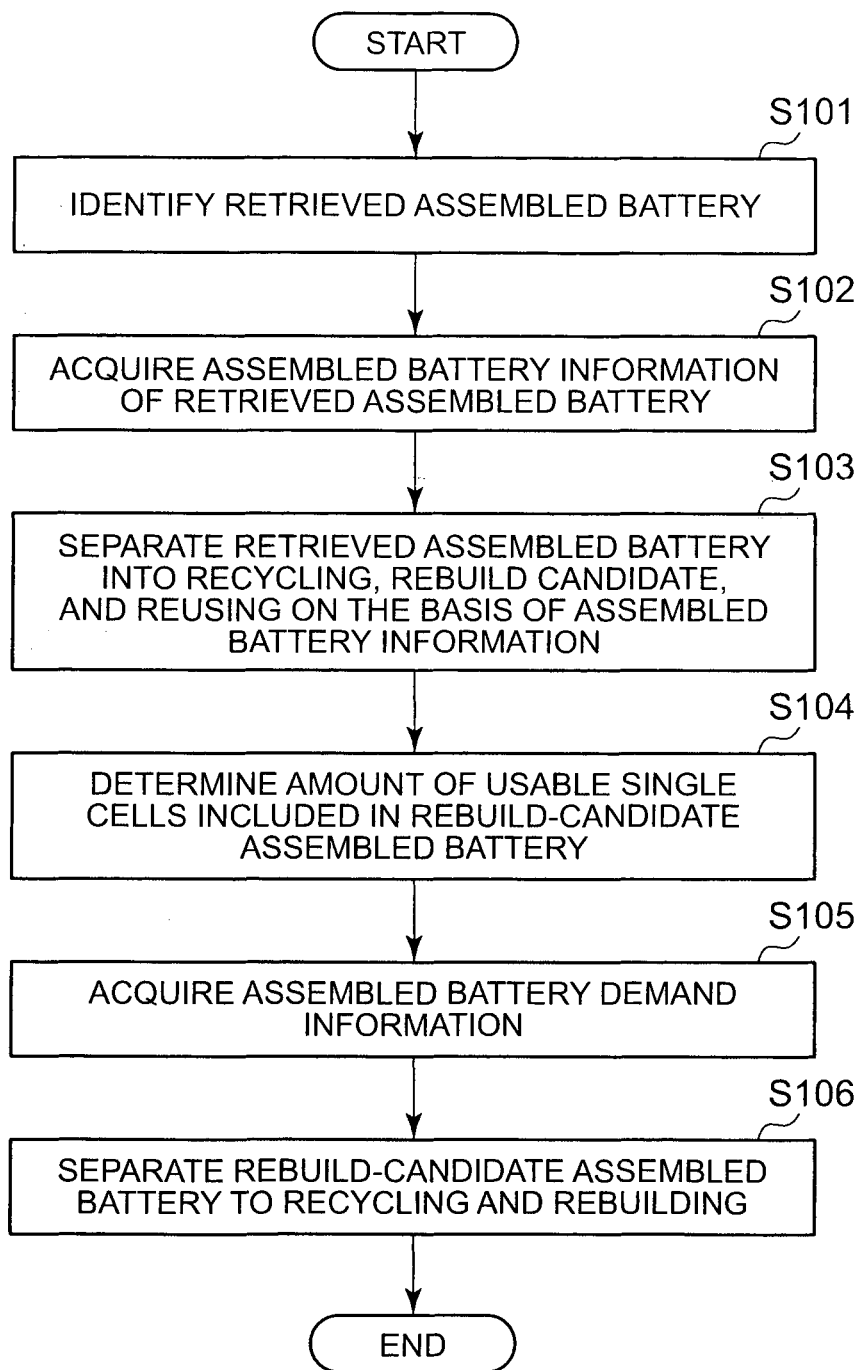 START
S101
IDENTIFY RETRIEVED ASSEMBLED BATTERY
S102
ACQUIRE ASSEMBLED BATTERY INFORMATION
OF RETRIEVED ASSEMBLED BATTERY
S103
SEPARATE RETRIEVED ASSEMBLED BATTERY
INTO RECYCLING, REBUILD CANDIDATE,
AND REUSING ON THE BASIS OF ASSEMBLED
BATTERY INFORMATION
S104
DETERMINE AMOUNT OF USABLE SINGLE
CELLS INCLUDED IN REBUILD-CANDIDATE
ASSEMBLED BATTERY
S105
ACQUIRE ASSEMBLED BATTERY DEMAND
INFORMATION
S106
SEPARATE REBUILD-CANDIDATE ASSEMBLED
BATTERY TO RECYCLING AND REBUILDING
END